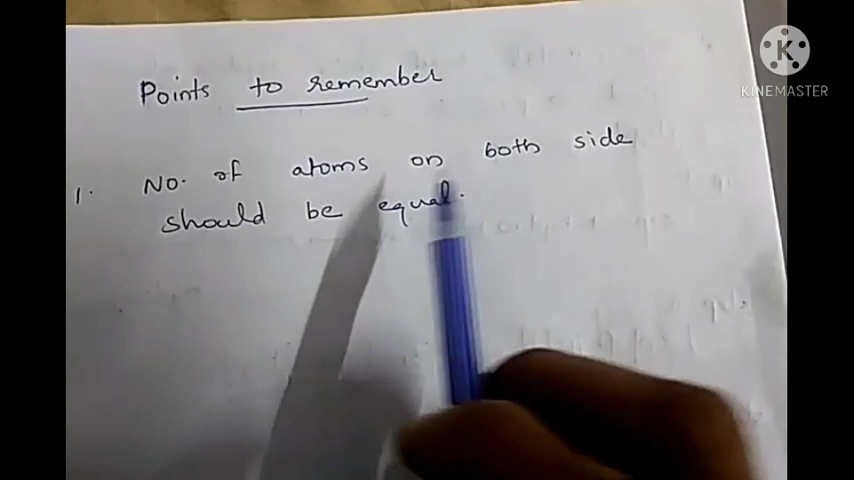 Points to remember
1. No. of atoms on both side
should be equal.
K
KINEMASTER